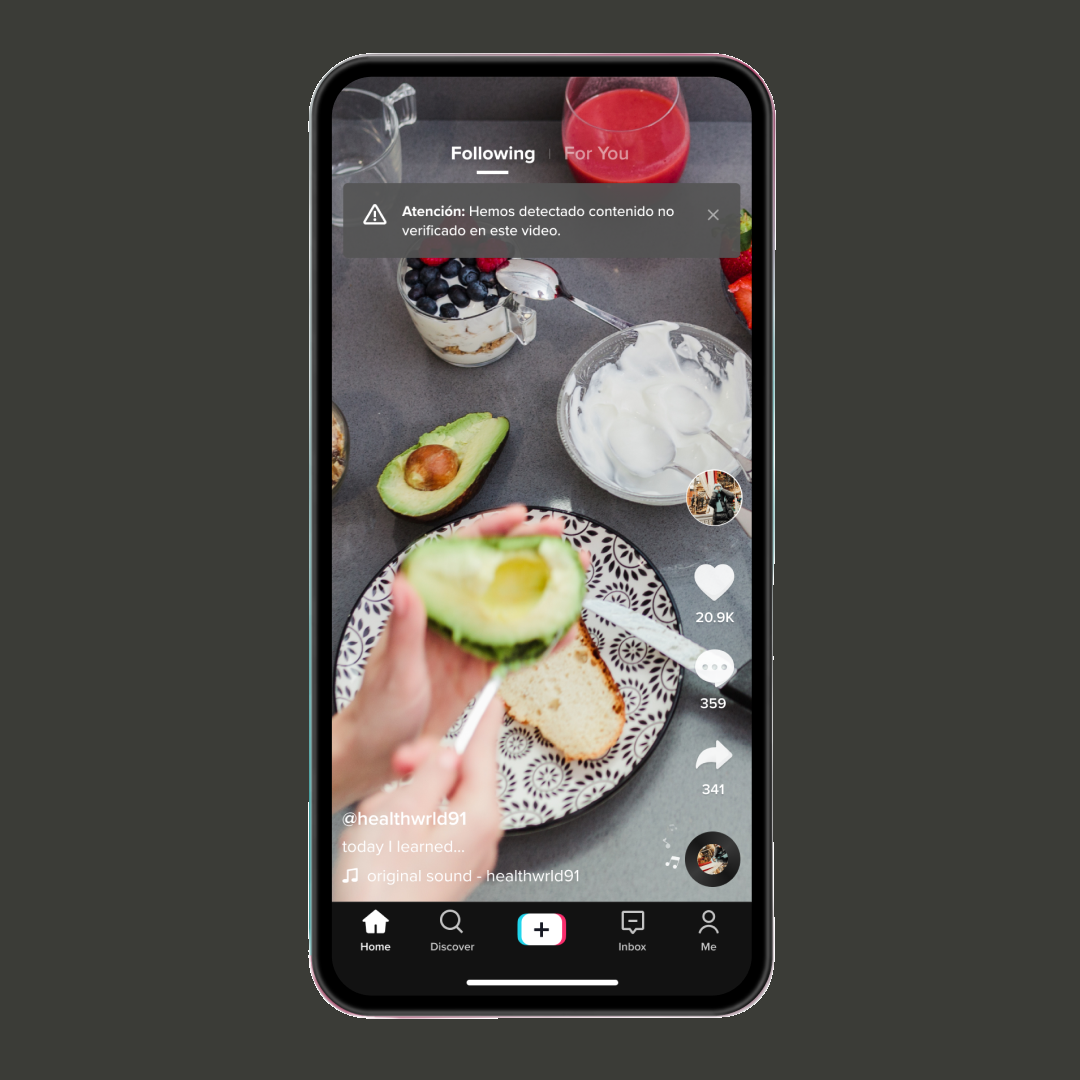 Following | For You
Atención: Hemos detectado contenido no
verificado en este video.
20.9K
359
341
@healthwrld91
today I learned...
original sound - healthwrld91
Home Discover Inbox Me